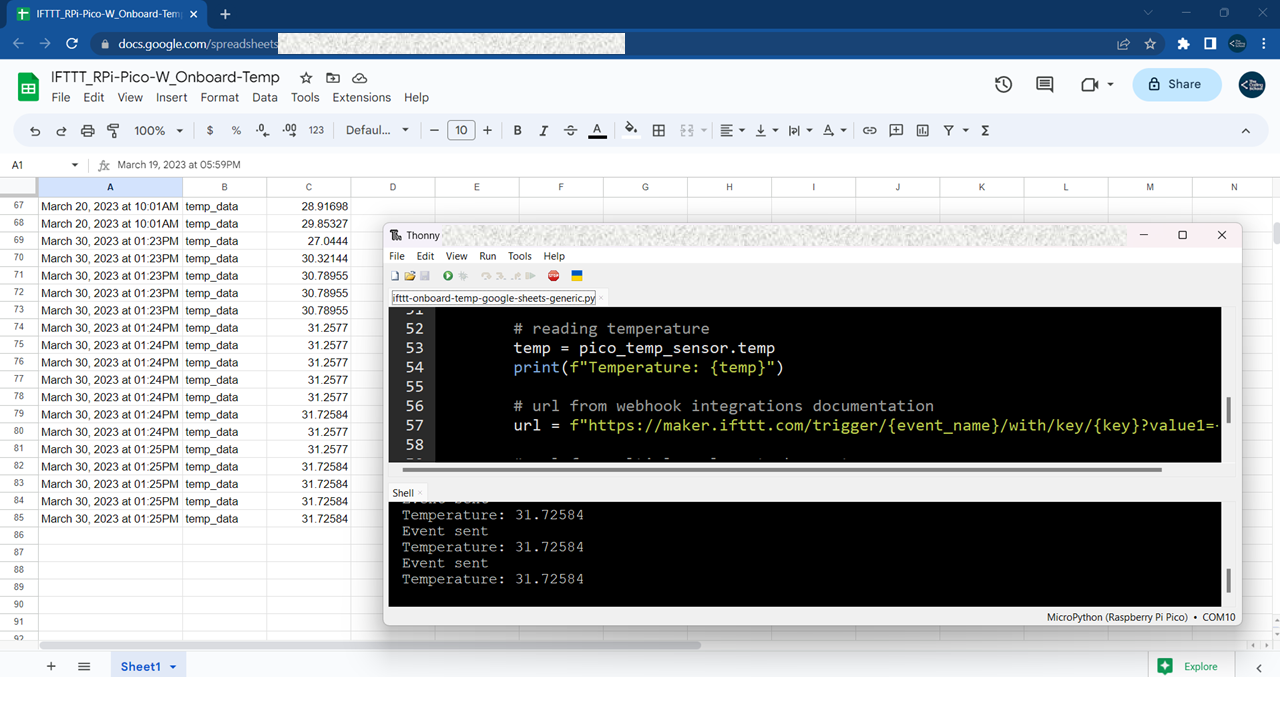 IFTTT_RPi-Pico-W_Onboard-Temp
docs.google.com/spreadsheets
IFTTT_RPi-Pico-W_Onboard-Temp
File Edit View Insert Format Data Tools Extensions Help
Share
100% $ % .0 .00 123 Defaul... 10 B I S A
A1 fx March 19, 2023 at 05:59PM
A B C D E F G H I J K L M N
67 March 20, 2023 at 10:01AM temp_data 28.91698
68 March 20, 2023 at 10:01AM temp_data 29.85327
69 March 30, 2023 at 01:23PM temp_data 27.0444
70 March 30, 2023 at 01:23PM temp_data 30.32144
71 March 30, 2023 at 01:23PM temp_data 30.78955
72 March 30, 2023 at 01:23PM temp_data 30.78955
73 March 30, 2023 at 01:23PM temp_data 30.78955
74 March 30, 2023 at 01:24PM temp_data 31.2577
75 March 30, 2023 at 01:24PM temp_data 31.2577
76 March 30, 2023 at 01:24PM temp_data 31.2577
77 March 30, 2023 at 01:24PM temp_data 31.2577
78 March 30, 2023 at 01:24PM temp_data 31.2577
79 March 30, 2023 at 01:24PM temp_data 31.72584
80 March 30, 2023 at 01:24PM temp_data 31.2577
81 March 30, 2023 at 01:25PM temp_data 31.2577
82 March 30, 2023 at 01:25PM temp_data 31.72584
83 March 30, 2023 at 01:25PM temp_data 31.72584
84 March 30, 2023 at 01:25PM temp_data 31.72584
85 March 30, 2023 at 01:25PM temp_data 31.72584
86
87
88
89
90
91
92
Thonny
File Edit View Run Tools Help
STOP
ifttt-onboard-temp-google-sheets-generic.py
51
52 # reading temperature
53 temp = pico_temp_sensor.temp
54 print(f"Temperature: {temp}")
55
56 # url from webhook integrations documentation
57 url = f"https://maker.ifttt.com/trigger/{event_name}/with/key/{key}?value1=
58
Shell
Event sent
Temperature: 31.72584
Event sent
Temperature: 31.72584
Event sent
Temperature: 31.72584
MicroPython (Raspberry Pi Pico) • COM10
Sheet1
Explore